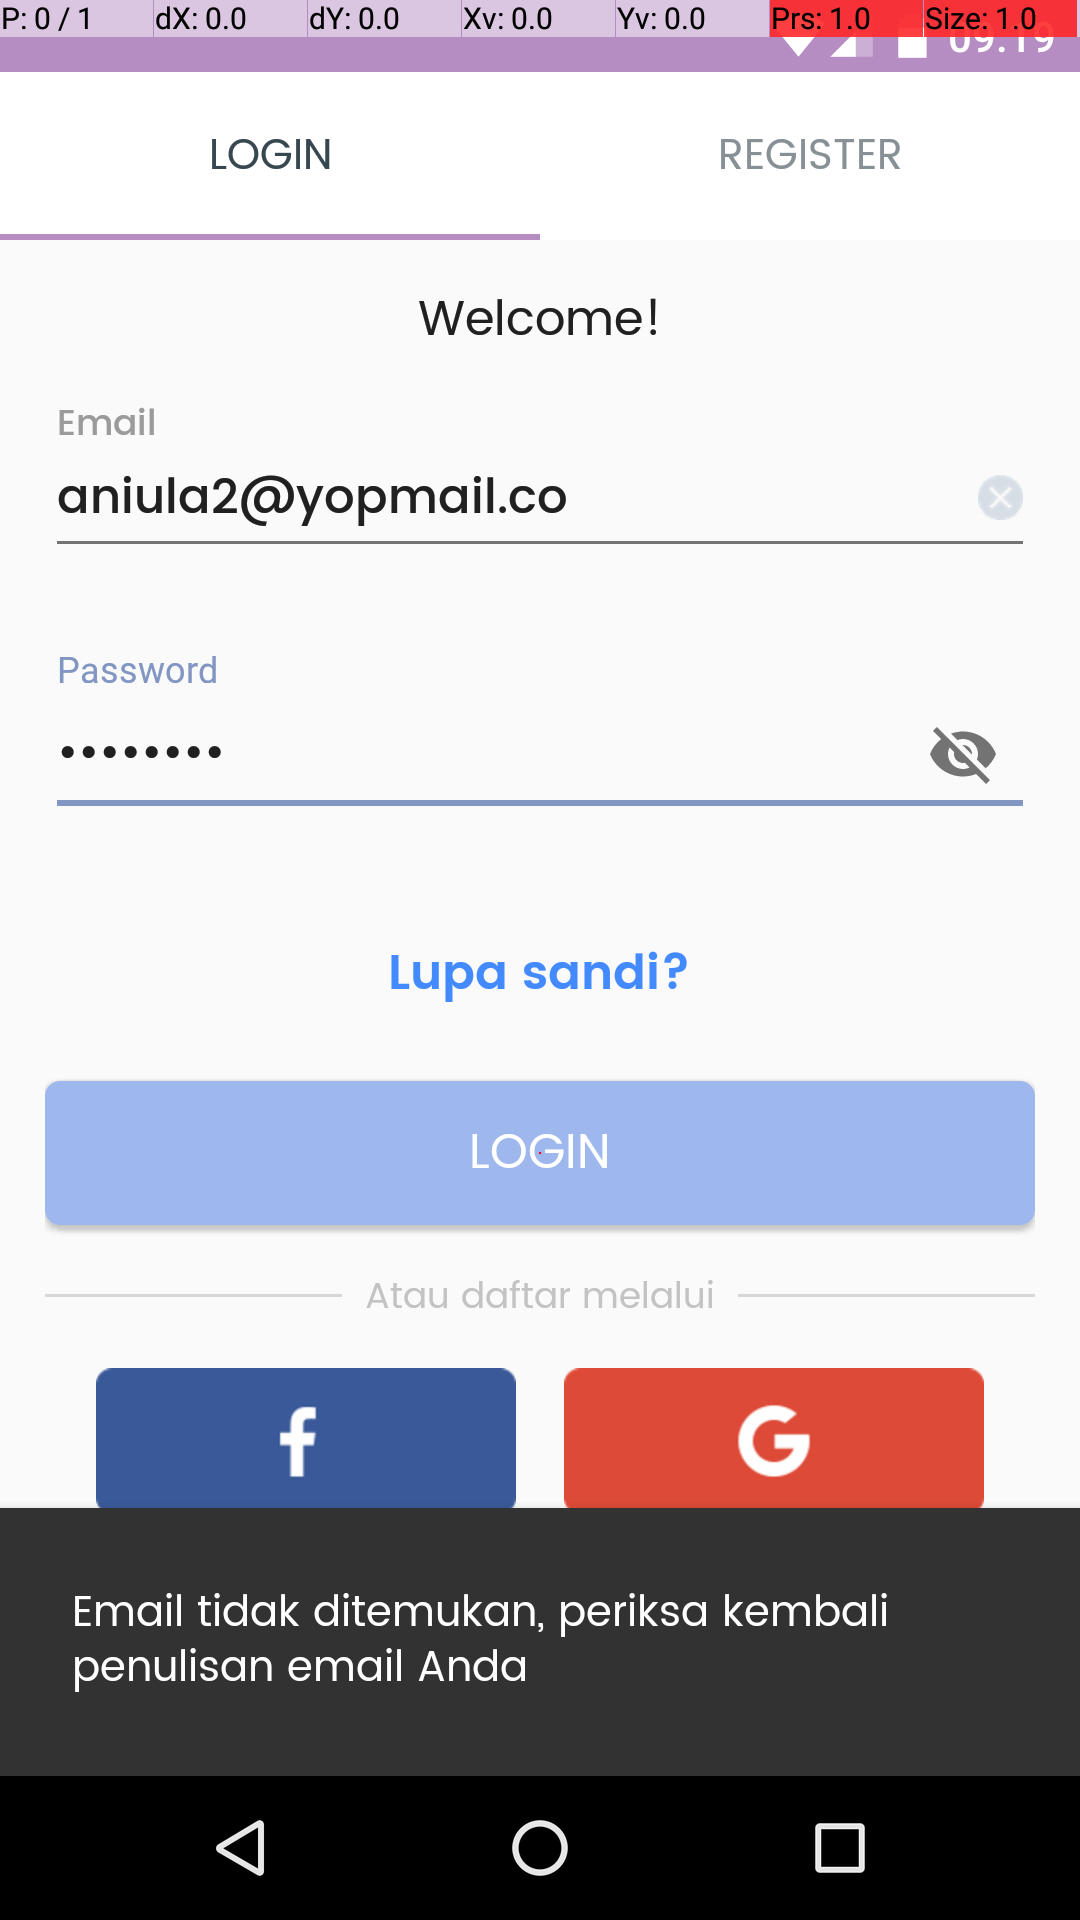 P: 0 / 1 dX: 0.0 dY: 0.0 Xv: 0.0 Yv: 0.0 Prs: 1.0 Size: 1.0
09:19
LOGIN REGISTER
Welcome!
Email
aniula2@yopmail.co
Password
••••••••
Lupa sandi?
LOGIN
Atau daftar melalui
Email tidak ditemukan, periksa kembali
penulisan email Anda